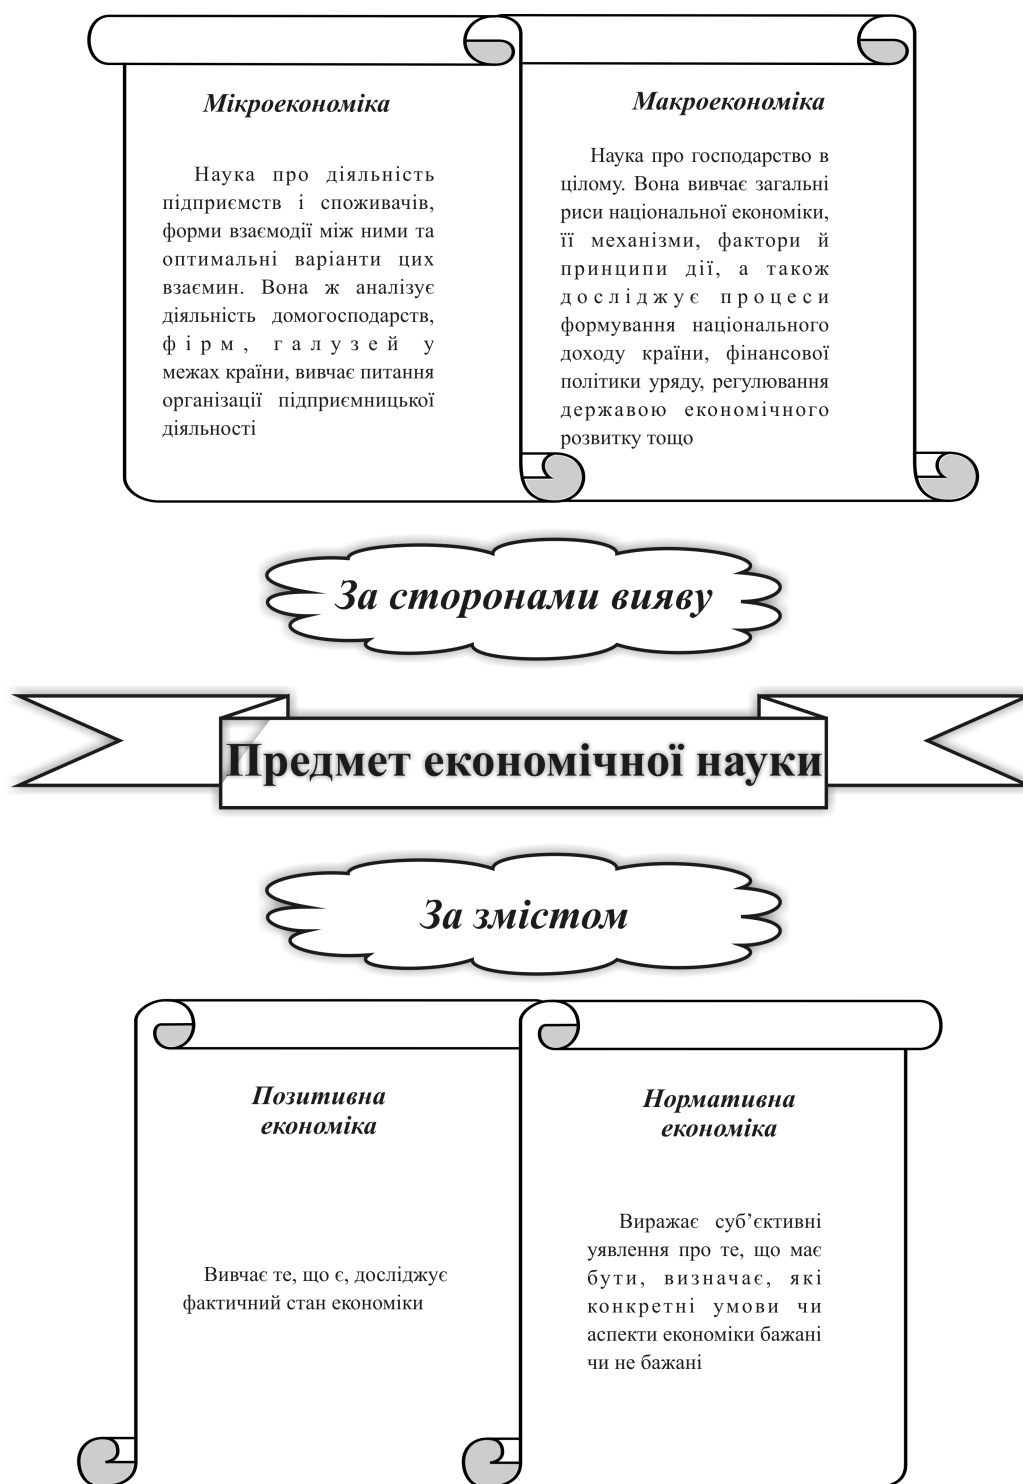 Мікроекономіка
Наука про діяльність
підприємств і споживачів,
форми взаємодії між ними та
оптимальні варіанти цих
взаємин. Вона ж аналізує
діяльність домогосподарств,
фірм, галузей у
межах країни, вивчає питання
організації підприємницької
діяльності
Макроекономіка
Наука про господарство в
цілому. Вона вивчає загальні
риси національної економіки,
її механізми, фактори й
принципи дії, а також
досліджує процеси
формування національного
доходу країни, фінансової
політики уряду, регулювання
державою економічного
розвитку тощо
За сторонами вияву
Предмет економічної науки
За змістом
Позитивна
економіка
Вивчає те, що є, досліджує
фактичний стан економіки
Нормативна
економіка
Виражає суб’єктивні
уявлення про те, що має
бути, визначає, які
конкретні умови чи
аспекти економіки бажані
чи не бажані